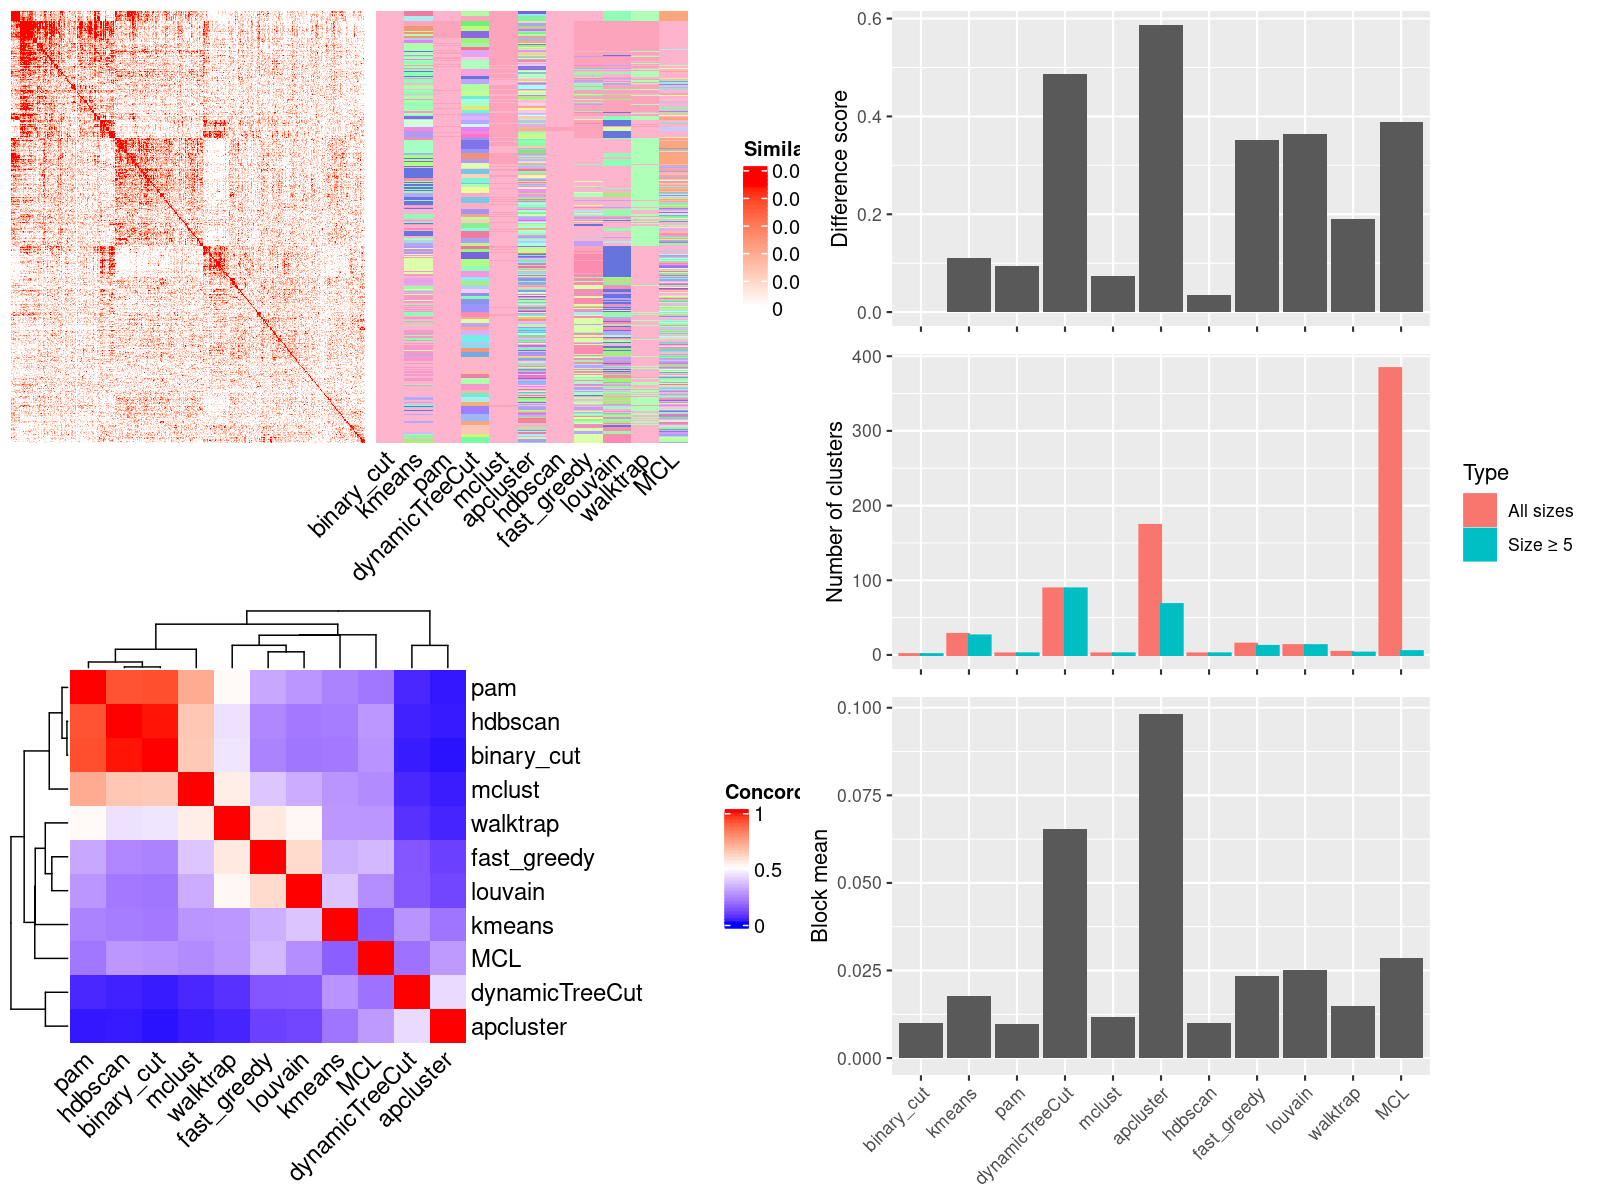 Simila
0.0
0.0
0.0
0.0
0.0
0
binary_cut
kmeans
pam
dynamicTreeCut
mclust
apcluster
hdbscan
fast_greedy
louvain
walktrap
MCL
pam
hdbscan
binary_cut
mclust
walktrap
fast_greedy
louvain
kmeans
MCL
dynamicTreeCut
apcluster
pam
hdbscan
binary_cut
mclust
walktrap
fast_greedy
louvain
kmeans
MCL
dynamicTreeCut
apcluster
Concord
1
0.5
0
Difference score
0.6
0.4
0.2
0.0
Number of clusters
400
300
200
100
0
Type
All sizes
Size ≥ 5
Block mean
0.100
0.075
0.050
0.025
0.000
binary_cut
kmeans
pam
dynamicTreeCut
mclust
apcluster
hdbscan
fast_greedy
louvain
walktrap
MCL